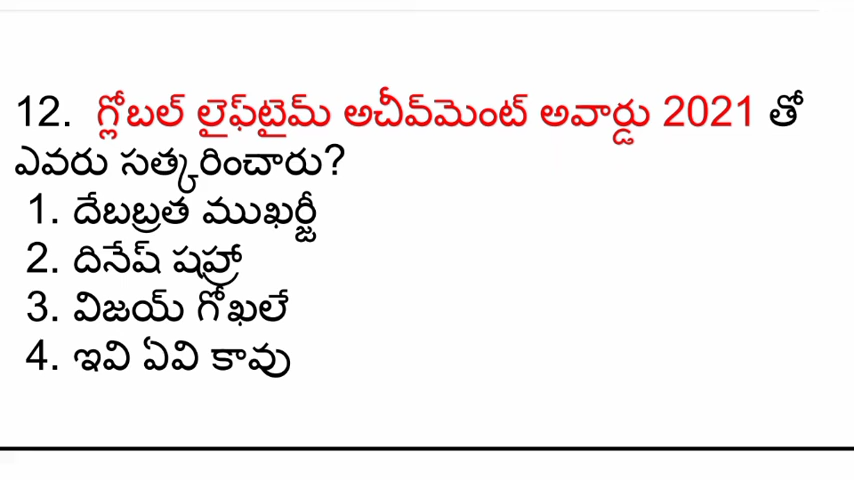 12. గ్లోబల్ లైఫ్‌టైమ్ అచీవ్‌మెంట్ అవార్డు 2021 తో
ఎవరు సత్కరించారు?
1. దేబబ్రత ముఖర్జీ
2. దినేష్ షహ్రా
3. విజయ్ గోఖలే
4. ఇవి ఏవి కావు